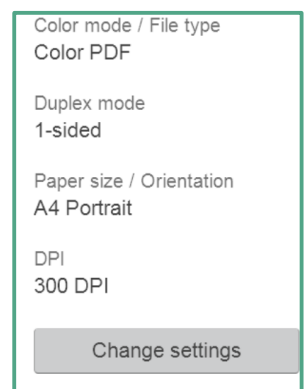 Color mode / File type
Color PDF
Duplex mode
1-sided
Paper size / Orientation
A4 Portrait
DPI
300 DPI
Change settings